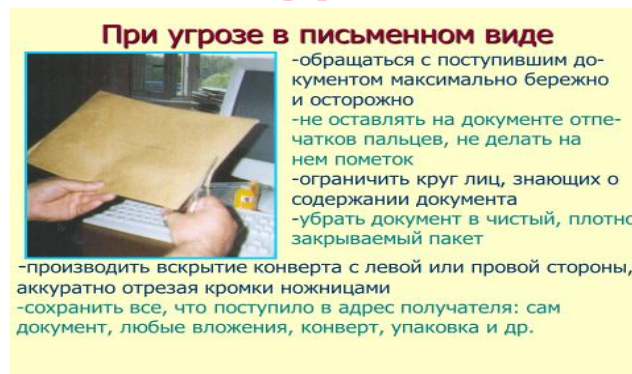 При угрозе в письменном виде
-обращаться с поступившим до-
кументом максимально бережно
и осторожно
-не оставлять на документе отпе-
чатков пальцев, не делать на
нем пометок
-ограничить круг лиц, знающих о
содержании документа
-убрать документ в чистый, плотно
закрываемый пакет
-производить вскрытие конверта с левой или провой стороны,
аккуратно отрезая кромки ножницами
-сохранить все, что поступило в адрес получателя: сам
документ, любые вложения, конверт, упаковка и др.